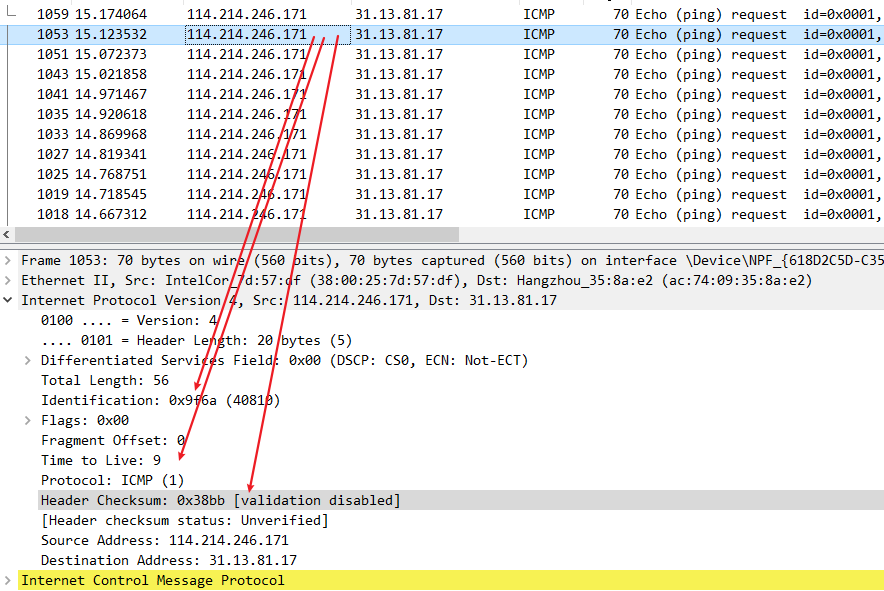 1059 15.174064 114.214.246.171 31.13.81.17 ICMP 70 Echo (ping) request id=0x0001,
1053 15.123532 114.214.246.171 31.13.81.17 ICMP 70 Echo (ping) request id=0x0001,
1051 15.072373 114.214.246.171 31.13.81.17 ICMP 70 Echo (ping) request id=0x0001,
1043 15.021858 114.214.246.171 31.13.81.17 ICMP 70 Echo (ping) request id=0x0001,
1041 14.971467 114.214.246.171 31.13.81.17 ICMP 70 Echo (ping) request id=0x0001,
1035 14.920618 114.214.246.171 31.13.81.17 ICMP 70 Echo (ping) request id=0x0001,
1033 14.869968 114.214.246.171 31.13.81.17 ICMP 70 Echo (ping) request id=0x0001,
1027 14.819341 114.214.246.171 31.13.81.17 ICMP 70 Echo (ping) request id=0x0001,
1025 14.768751 114.214.246.171 31.13.81.17 ICMP 70 Echo (ping) request id=0x0001,
1019 14.718545 114.214.246.171 31.13.81.17 ICMP 70 Echo (ping) request id=0x0001,
1018 14.667312 114.214.246.171 31.13.81.17 ICMP 70 Echo (ping) request id=0x0001,
Frame 1053: 70 bytes on wire (560 bits), 70 bytes captured (560 bits) on interface \Device\NPF_{618D2C5D-C35
Ethernet II, Src: IntelCor_7d:57:df (38:00:25:7d:57:df), Dst: Hangzhou_35:8a:e2 (ac:74:09:35:8a:e2)
Internet Protocol Version 4, Src: 114.214.246.171, Dst: 31.13.81.17
0100 .... = Version: 4
.... 0101 = Header Length: 20 bytes (5)
Differentiated Services Field: 0x00 (DSCP: CS0, ECN: Not-ECT)
Total Length: 56
Identification: 0x9f6a (40810)
Flags: 0x00
Fragment Offset: 0
Time to Live: 9
Protocol: ICMP (1)
Header Checksum: 0x38bb [validation disabled]
[Header checksum status: Unverified]
Source Address: 114.214.246.171
Destination Address: 31.13.81.17
Internet Control Message Protocol